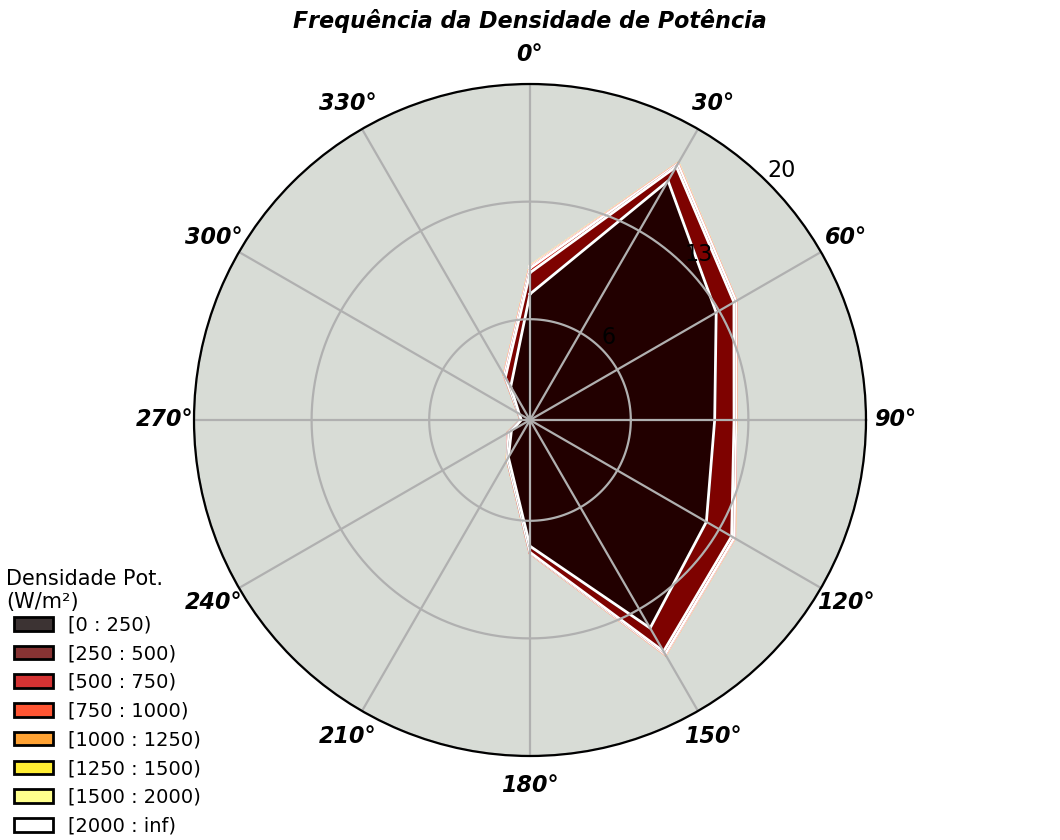 Frequência da Densidade de Potência
0°
330°
30°
20
300°
60°
13
6
270°
90°
240°
120°
210°
150°
180°
Densidade Pot.
(W/m²)
[0 : 250)
[250 : 500)
[500 : 750)
[750 : 1000)
[1000 : 1250)
[1250 : 1500)
[1500 : 2000)
[2000 : inf)